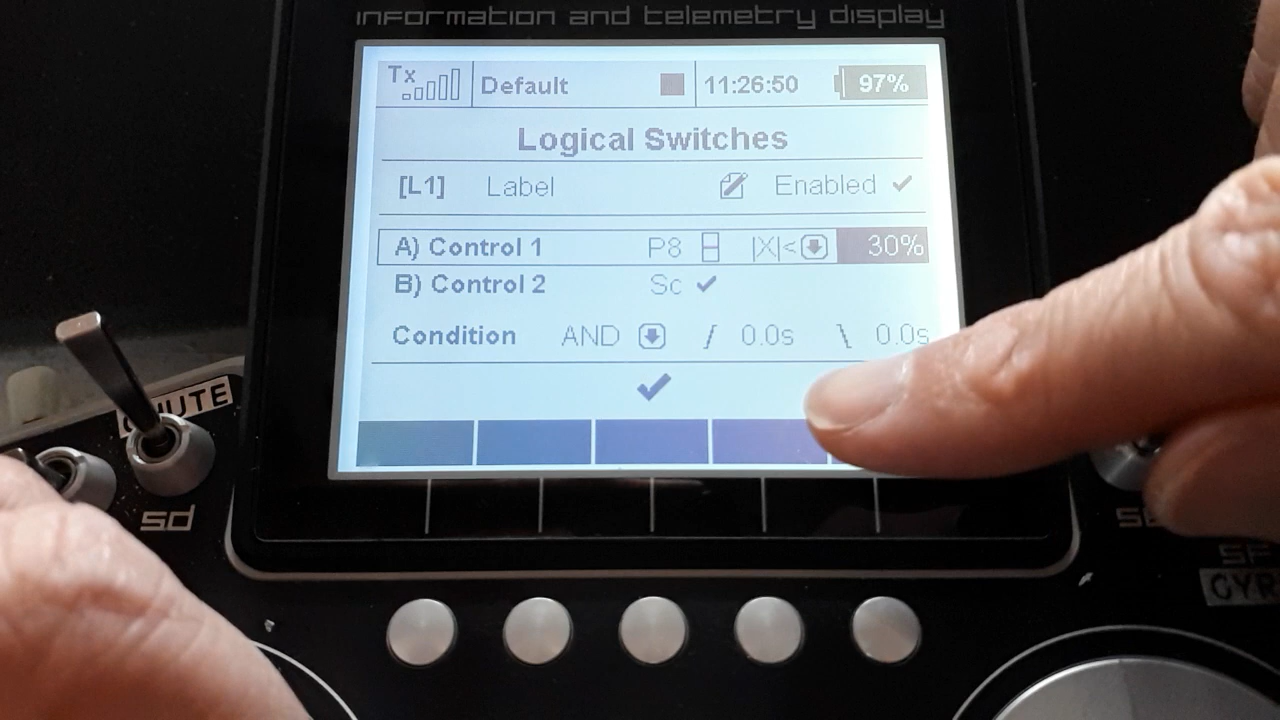 information and telemetry display
Tx Default 11:26:50 97%
Logical Switches
[L1] Label Enabled
A) Control 1 P8 |X|< 30%
B) Control 2 Sc
Condition AND 0.0s 0.0s
sd